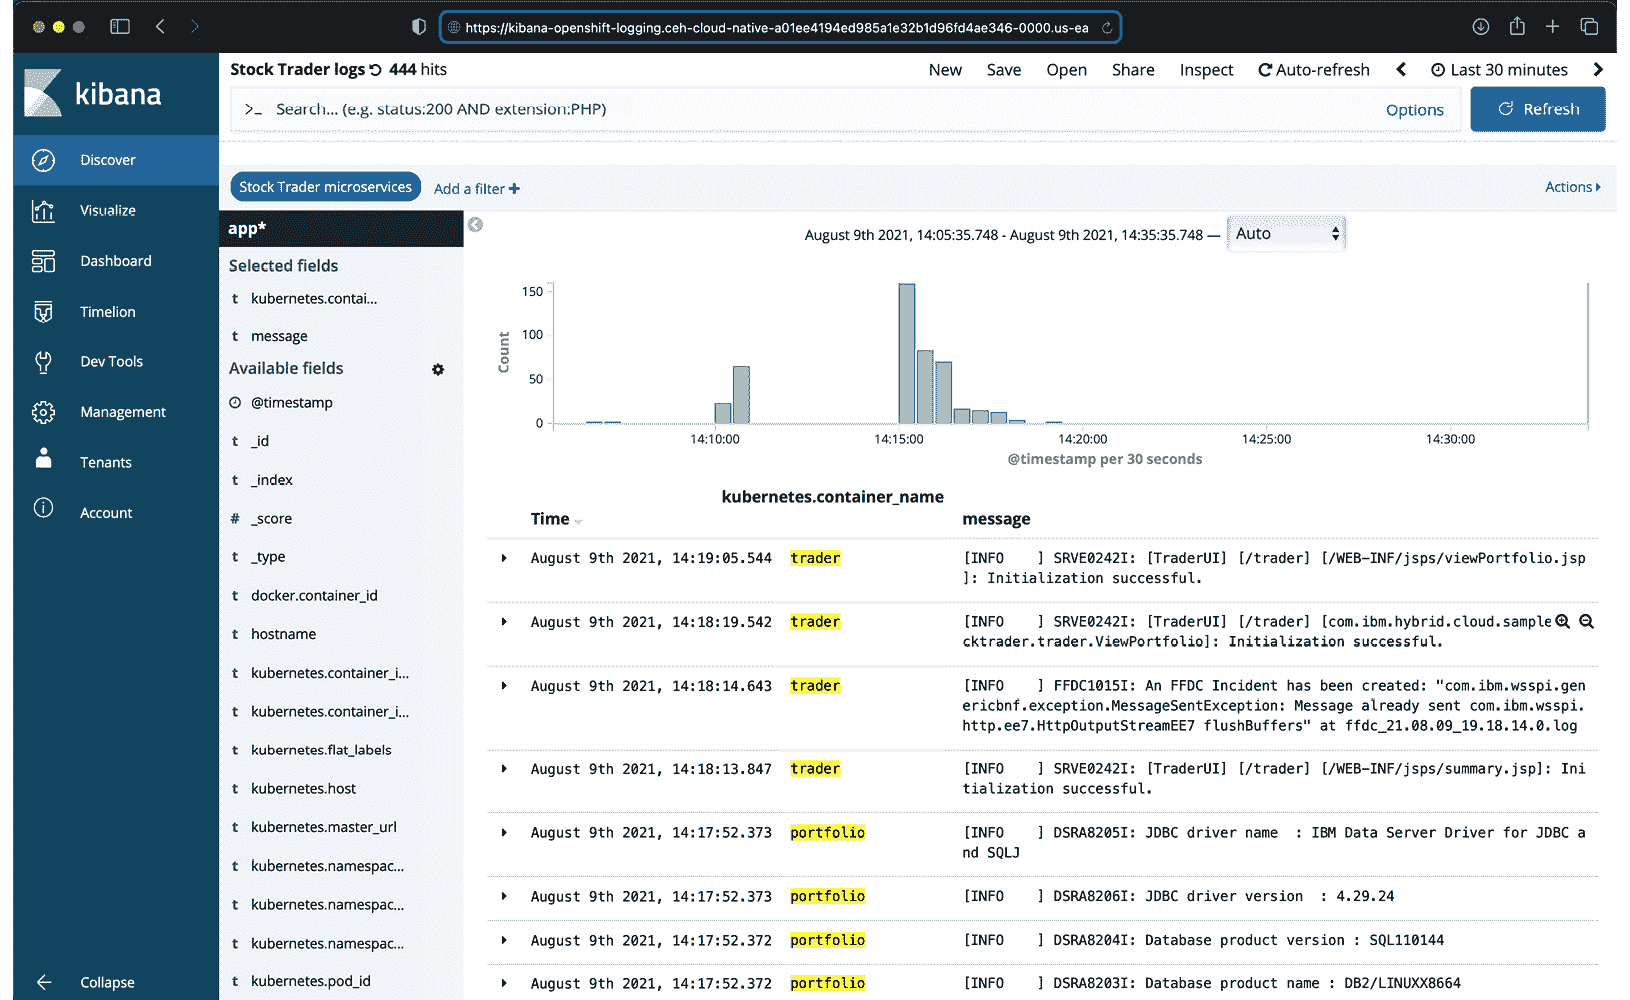 https://kibana-openshift-logging.ceh-cloud-native-a01ee4194ed985a1e32b1d96fd4ae346-0000.us-ea
kibana
Discover
Visualize
Dashboard
Timelion
Dev Tools
Management
Tenants
Account
Collapse
Stock Trader logs 444 hits
New Save Open Share Inspect Auto-refresh Last 30 minutes
>_ Search... (e.g. status:200 AND extension:PHP) Options Refresh
Stock Trader microservices Add a filter + Actions
app*
Selected fields
t kubernetes.contai...
t message
Available fields
@timestamp
t _id
t _index
# _score
t _type
t docker.container_id
t hostname
t kubernetes.container_i...
t kubernetes.container_i...
t kubernetes.flat_labels
t kubernetes.host
t kubernetes.master_url
t kubernetes.namespac...
t kubernetes.namespac...
t kubernetes.namespac...
t kubernetes.pod_id
August 9th 2021, 14:05:35.748 - August 9th 2021, 14:35:35.748 — Auto
Count
150
100
50
0
14:10:00 14:15:00 14:20:00 14:25:00 14:30:00
@timestamp per 30 seconds
Time kubernetes.container_name message
August 9th 2021, 14:19:05.544 trader [INFO ] SRVE0242I: [TraderUI] [/trader] [/WEB-INF/jsps/viewPortfolio.jsp
]: Initialization successful.
August 9th 2021, 14:18:19.542 trader [INFO ] SRVE0242I: [TraderUI] [/trader] [com.ibm.hybrid.cloud.sample
cktrader.trader.ViewPortfolio]: Initialization successful.
August 9th 2021, 14:18:14.643 trader [INFO ] FFDC1015I: An FFDC Incident has been created: "com.ibm.wsspi.gen
ericbnf.exception.MessageSentException: Message already sent com.ibm.wsspi.
http.ee7.HttpOutputStreamEE7 flushBuffers" at ffdc_21.08.09_19.18.14.0.log
August 9th 2021, 14:18:13.847 trader [INFO ] SRVE0242I: [TraderUI] [/trader] [/WEB-INF/jsps/summary.jsp]: Ini
tialization successful.
August 9th 2021, 14:17:52.373 portfolio [INFO ] DSRA8205I: JDBC driver name : IBM Data Server Driver for JDBC a
nd SQLJ
August 9th 2021, 14:17:52.373 portfolio [INFO ] DSRA8206I: JDBC driver version : 4.29.24
August 9th 2021, 14:17:52.372 portfolio [INFO ] DSRA8204I: Database product version : SQL110144
August 9th 2021, 14:17:52.372 portfolio [INFO ] DSRA8203I: Database product name : DB2/LINUXX8664